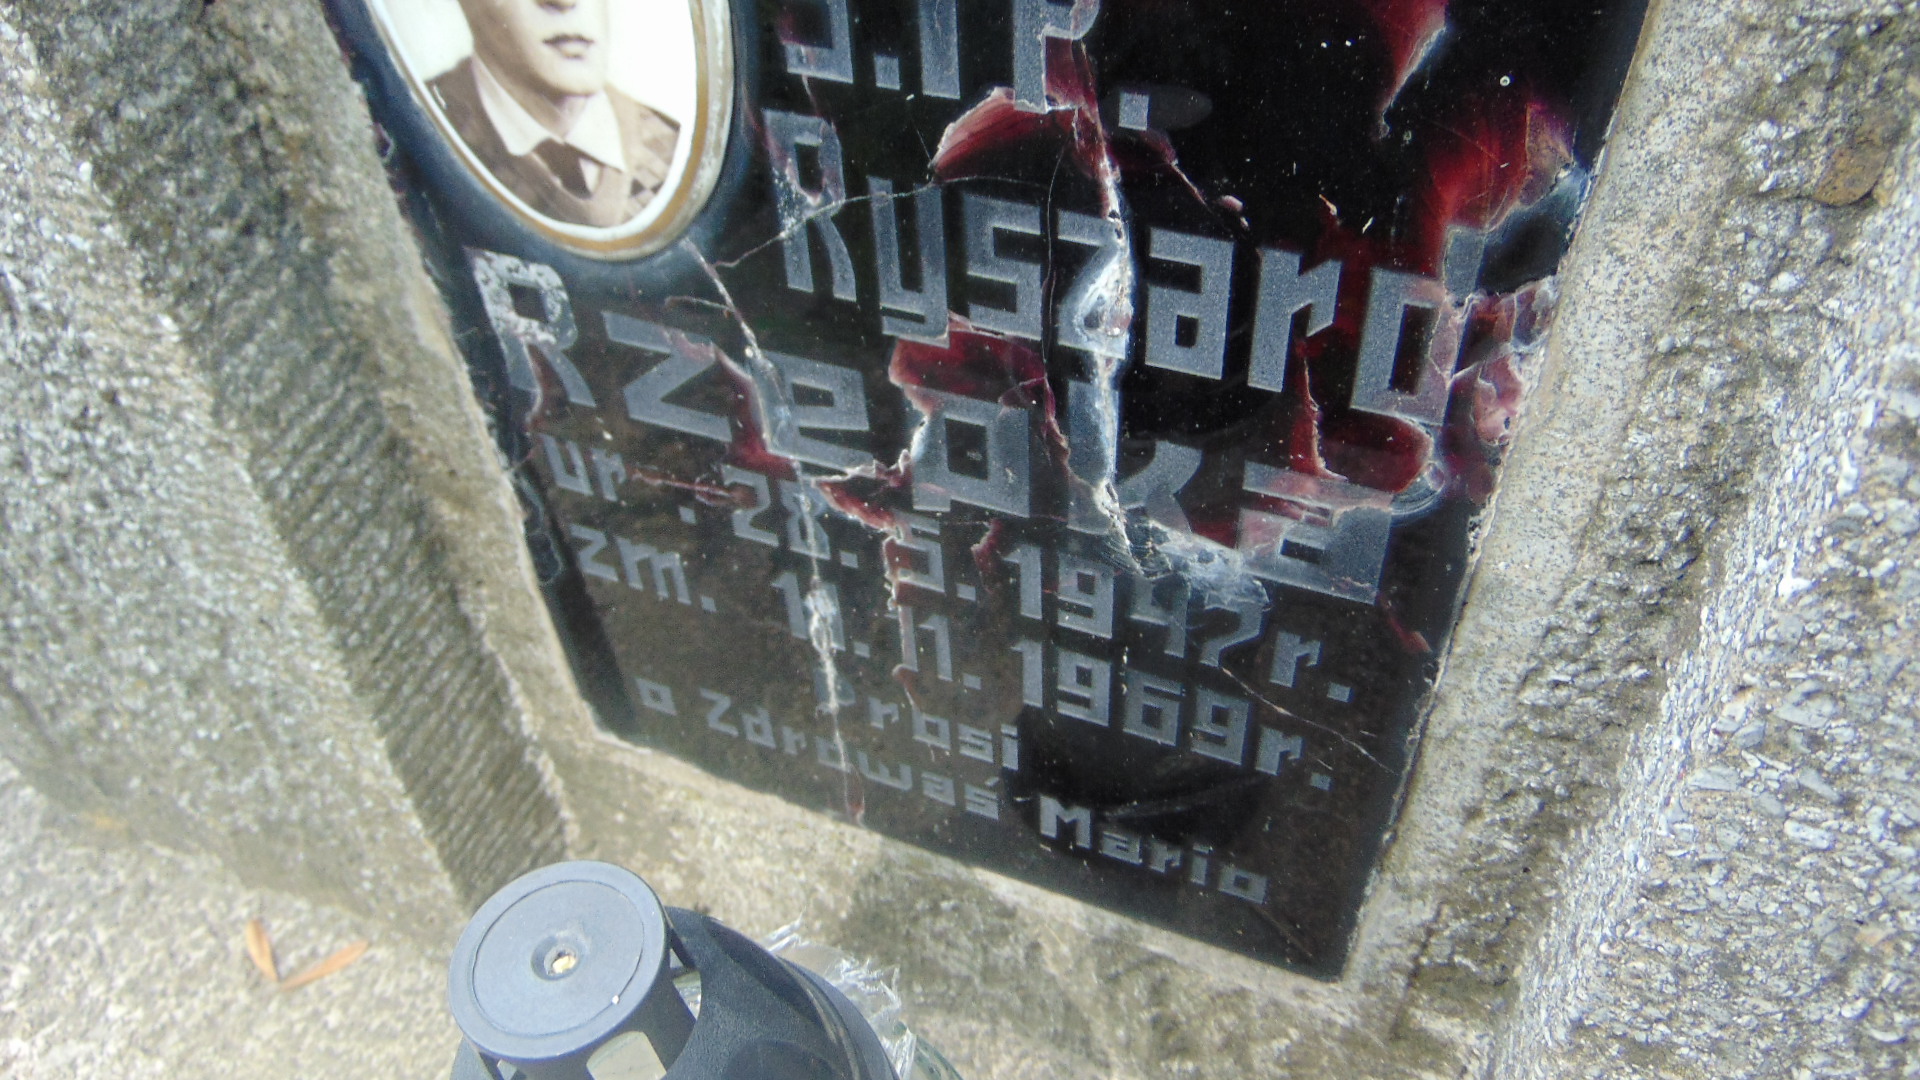 Ś.†P.
Ryszard
Rzepka
ur. 28.5.1947r.
zm. 11.11.1969r.
Prosi
o Zdrowaś Mario